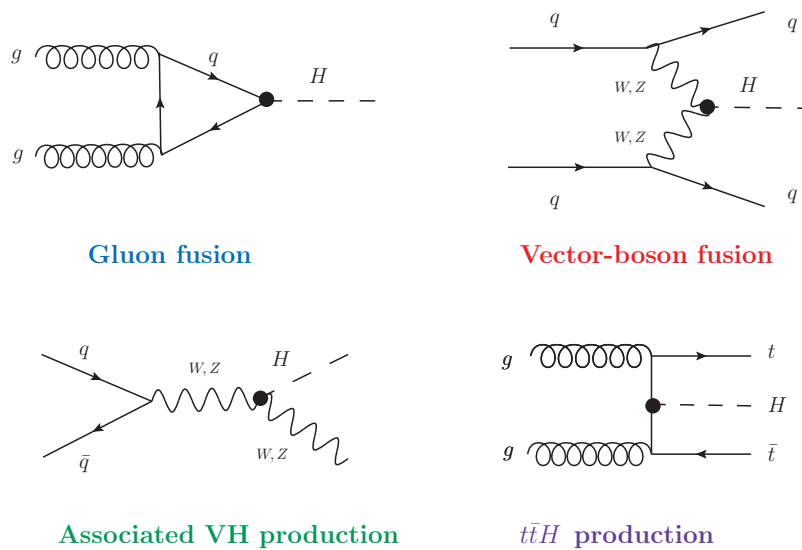 g
q
H
g
Gluon fusion
q
q
W, Z
H
W, Z
q
q
Vector-boson fusion
q
W, Z
H
q̄
W, Z
Associated VH production
g
t
H
g
t̄
tt̄H production